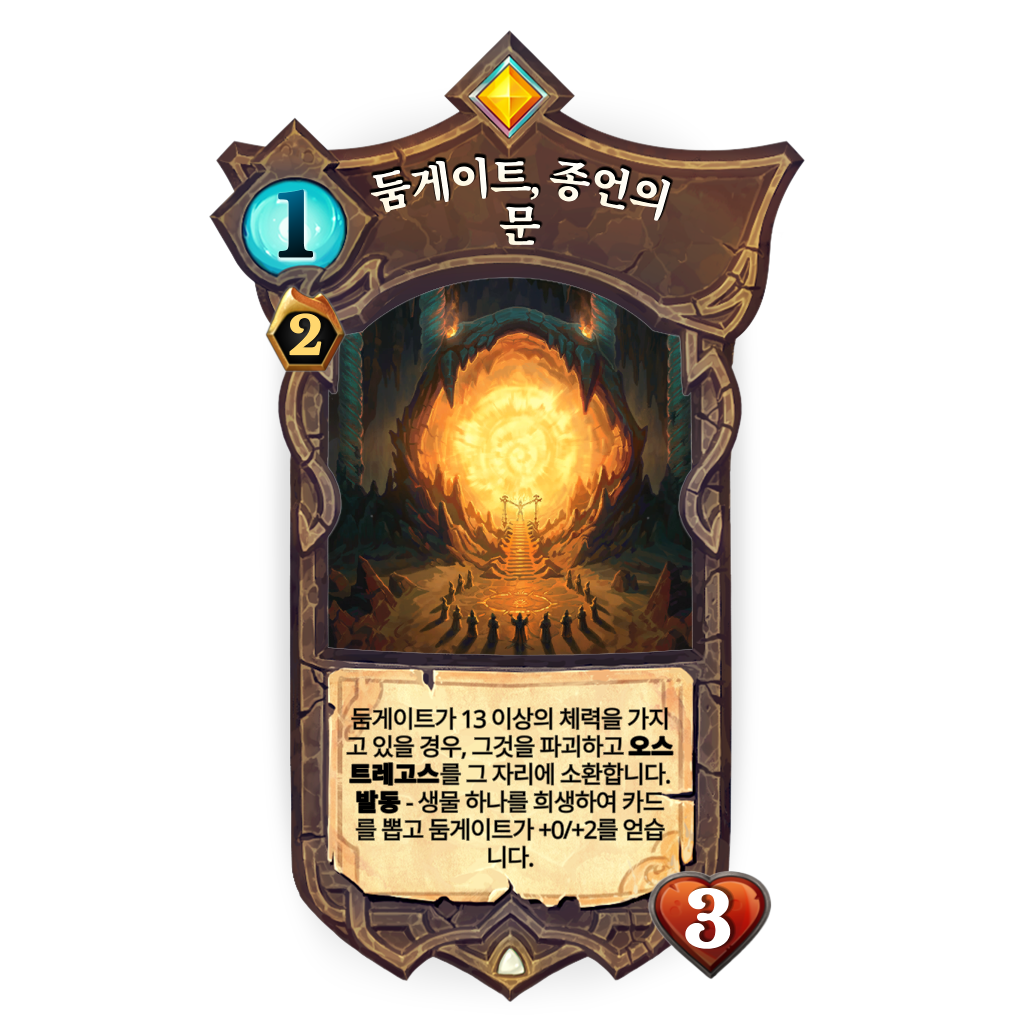 둠게이트, 종언의
문
1
2
둠게이트가 13 이상의 체력을 가지
고 있을 경우, 그것을 파괴하고 오스
트레고스를 그 자리에 소환합니다.
발동 - 생물 하나를 희생하여 카드
를 뽑고 둠게이트가 +0/+2를 얻습
니다.
3